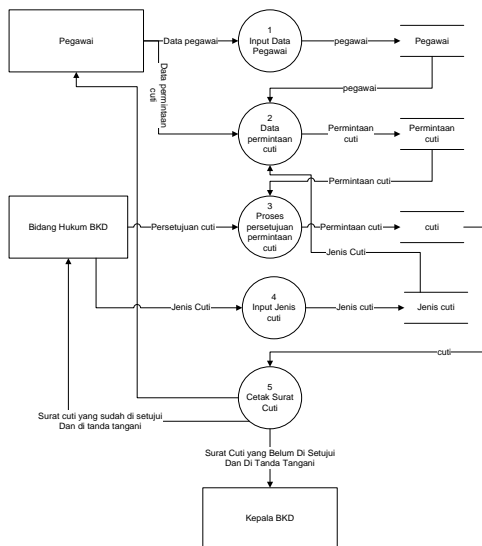 Pegawai
Data pegawai
1
Input Data
Pegawai
pegawai
Pegawai
Data permintaan
cuti
pegawai
2
Data
permintaan
cuti
Permintaan
cuti
Permintaan
cuti
Permintaan cuti
Bidang Hukum BKD
Persetujuan cuti
3
Proses
persetujuan
permintaan
cuti
Permintaan cuti
cuti
Jenis Cuti
Jenis Cuti
4
Input Jenis
cuti
Jenis cuti
Jenis cuti
cuti
5
Cetak Surat
Cuti
Surat cuti yang sudah di setujui
Dan di tanda tangani
Surat Cuti yang Belum Di Setujui
Dan Di Tanda Tangani
Kepala BKD